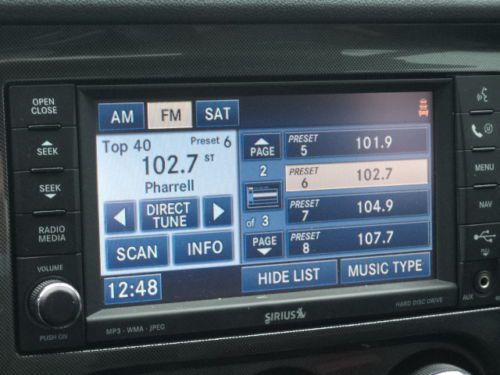 OPEN
CLOSE
SEEK
SEEK
RADIO
MEDIA
VOLUME
PUSH ON
AM FM SAT
Top 40 Preset 6
102.7 ST
Pharrell
DIRECT
TUNE
SCAN INFO
12:48
PAGE
2
of 3
PAGE
PRESET
5 101.9
PRESET
6 102.7
PRESET
7 104.9
PRESET
8 107.7
HIDE LIST MUSIC TYPE
MP3 - WMA - JPEG
SIRIUS
HARD DISC DRIVE
MENU
NAV
AUX